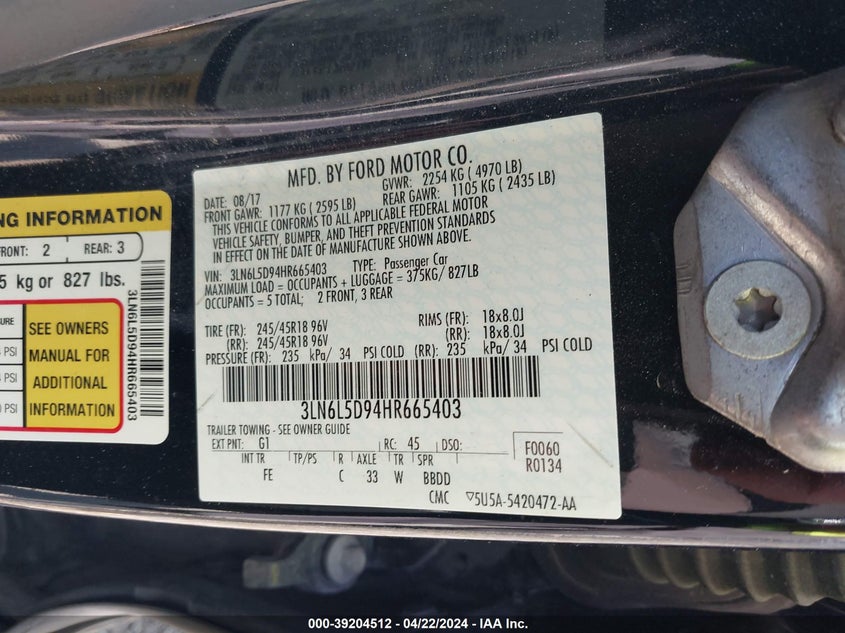 MFD. BY FORD MOTOR CO.
DATE: 08/17 GVWR: 2254 KG ( 4970 LB)
FRONT GAWR: 1177 KG ( 2595 LB) REAR GAWR: 1105 KG ( 2435 LB)
THIS VEHICLE CONFORMS TO ALL APPLICABLE FEDERAL MOTOR
VEHICLE SAFETY, BUMPER, AND THEFT PREVENTION STANDARDS
IN EFFECT ON THE DATE OF MANUFACTURE SHOWN ABOVE.
VIN: 3LN6L5D94HR665403 TYPE: Passenger Car
MAXIMUM LOAD = OCCUPANTS + LUGGAGE = 375KG/ 827LB
OCCUPANTS = 5 TOTAL; 2 FRONT, 3 REAR
TIRE (FR): 245/45R18 96V RIMS (FR): 18x8.0J
(RR): 245/45R18 96V (RR): 18x8.0J
PRESSURE (FR): 235 kPa/ 34 PSI COLD (RR): 235 kPa/ 34 PSI COLD
3LN6L5D94HR665403
TRAILER TOWING - SEE OWNER GUIDE
EXT PNT: G1 RC: 45 DSO: F0060
R0134
INT TR TP/PS R AXLE TR SPR
FE C 33 W BBDD
CMC ▽5U5A-5420472-AA
NG INFORMATION
FRONT: 2 REAR: 3
5 kg or 827 lbs.
SEE OWNERS
MANUAL FOR
ADDITIONAL
INFORMATION
URE
PSI
PSI
PSI
3LN6L5D94HR665403
000-39204512 - 04/22/2024 - IAA Inc.